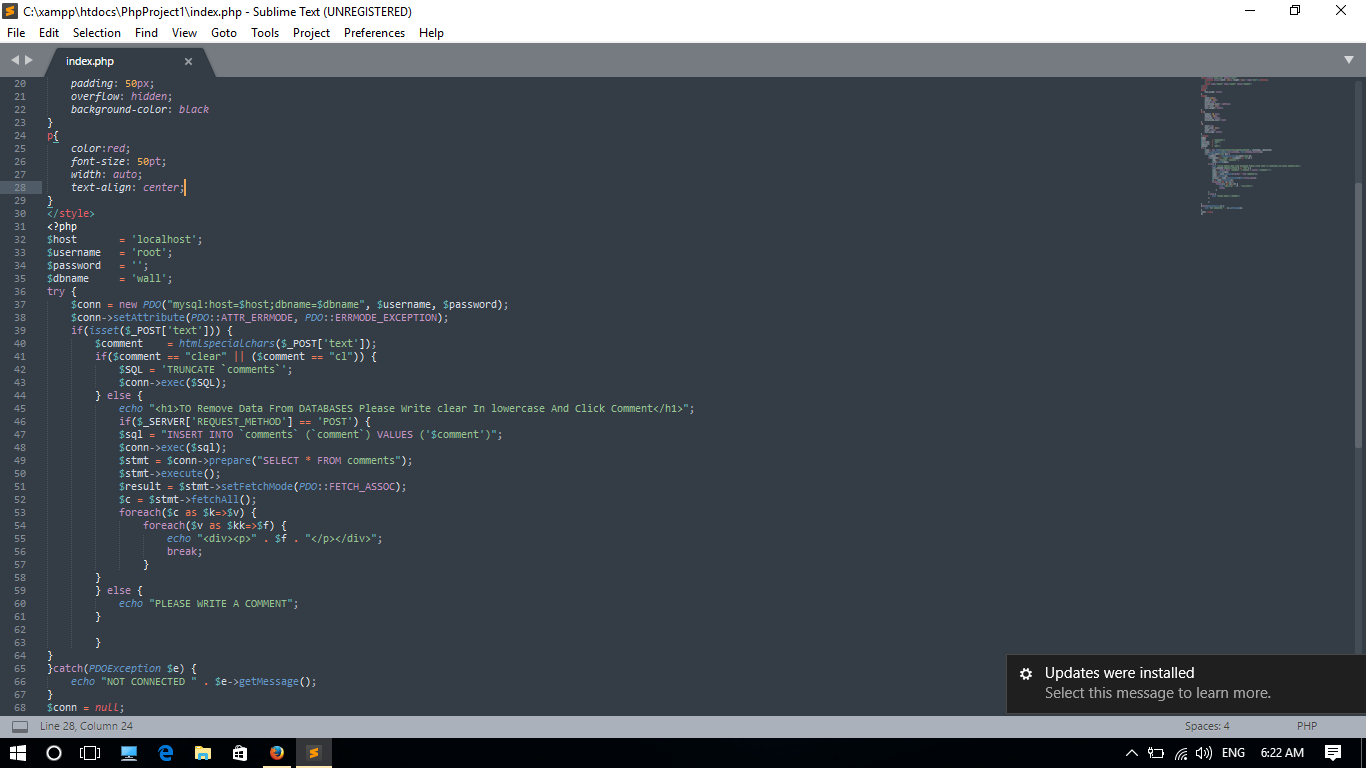 C:\xampp\htdocs\PhpProject1\index.php - Sublime Text (UNREGISTERED)
File Edit Selection Find View Goto Tools Project Preferences Help
index.php
20 padding: 50px;
21 overflow: hidden;
22 background-color: black
23 }
24 p{
25 color:red;
26 font-size: 50pt;
27 width: auto;
28 text-align: center;
29 }
30 </style>
31 <?php
32 $host = 'localhost';
33 $username = 'root';
34 $password = '';
35 $dbname = 'wall';
36 try {
37 $conn = new PDO("mysql:host=$host;dbname=$dbname", $username, $password);
38 $conn->setAttribute(PDO::ATTR_ERRMODE, PDO::ERRMODE_EXCEPTION);
39 if(isset($_POST['text'])) {
40 $comment = htmlspecialchars($_POST['text']);
41 if($comment == "clear" || ($comment == "cl")) {
42 $SQL = 'TRUNCATE `comments`';
43 $conn->exec($SQL);
44 } else {
45 echo "<h1>TO Remove Data From DATABASES Please Write clear In lowercase And Click Comment</h1>";
46 if($_SERVER['REQUEST_METHOD'] == 'POST') {
47 $sql = "INSERT INTO `comments` (`comment`) VALUES ('$comment')";
48 $conn->exec($sql);
49 $stmt = $conn->prepare("SELECT * FROM comments");
50 $stmt->execute();
51 $result = $stmt->setFetchMode(PDO::FETCH_ASSOC);
52 $c = $stmt->fetchAll();
53 foreach($c as $k=>$v) {
54 foreach($v as $kk=>$f) {
55 echo "<div><p>" . $f . "</p></div>";
56 break;
57 }
58 }
59 } else {
60 echo "PLEASE WRITE A COMMENT";
61 }
62
63 }
64 }
65 }catch(PDOException $e) {
66 echo "NOT CONNECTED " . $e->getMessage();
67 }
68 $conn = null;
Updates were installed
Select this message to learn more.
Line 28, Column 24 Spaces: 4 PHP
ENG 6:22 AM